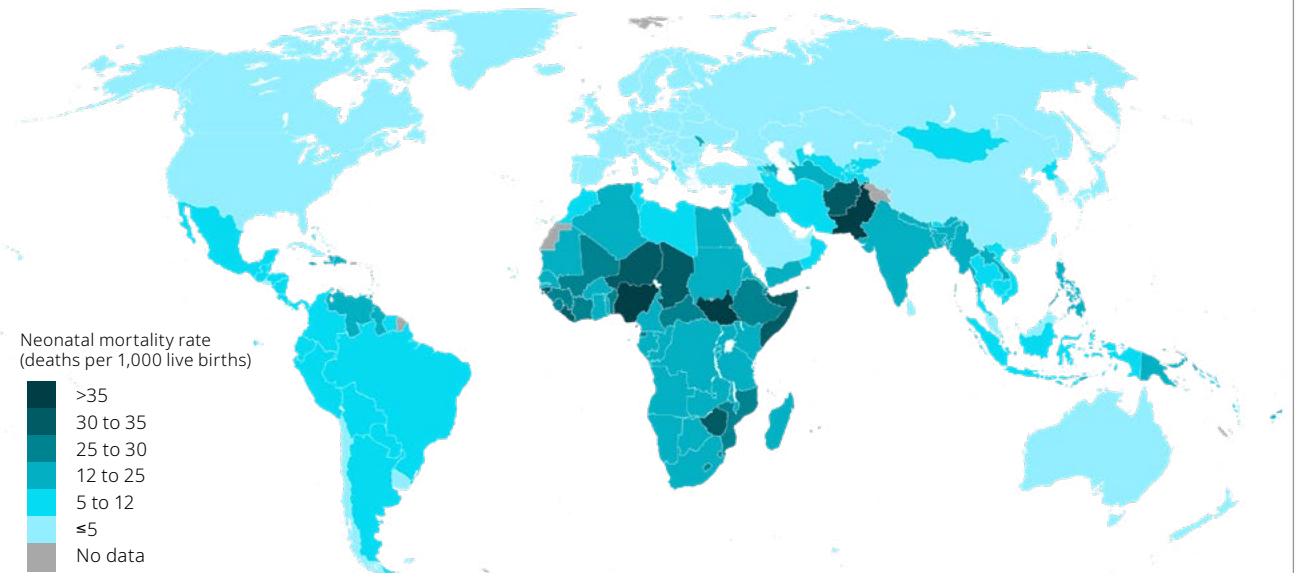 Neonatal mortality rate
(deaths per 1,000 live births)
>35
30 to 35
25 to 30
12 to 25
5 to 12
≤5
No data